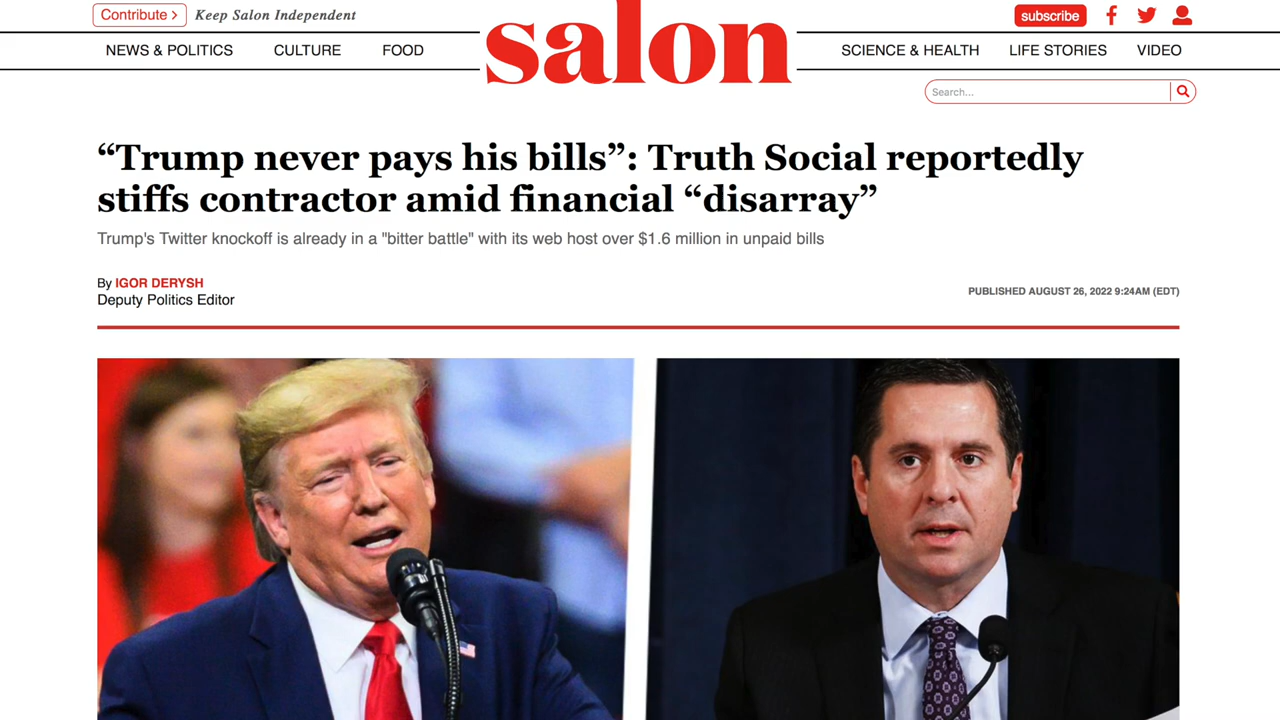 Contribute > Keep Salon Independent
subscribe
NEWS & POLITICS CULTURE FOOD
salon
SCIENCE & HEALTH LIFE STORIES VIDEO
Search...
“Trump never pays his bills”: Truth Social reportedly
stiffs contractor amid financial “disarray”
Trump's Twitter knockoff is already in a "bitter battle" with its web host over $1.6 million in unpaid bills
By IGOR DERYSH
Deputy Politics Editor
PUBLISHED AUGUST 26, 2022 9:24AM (EDT)